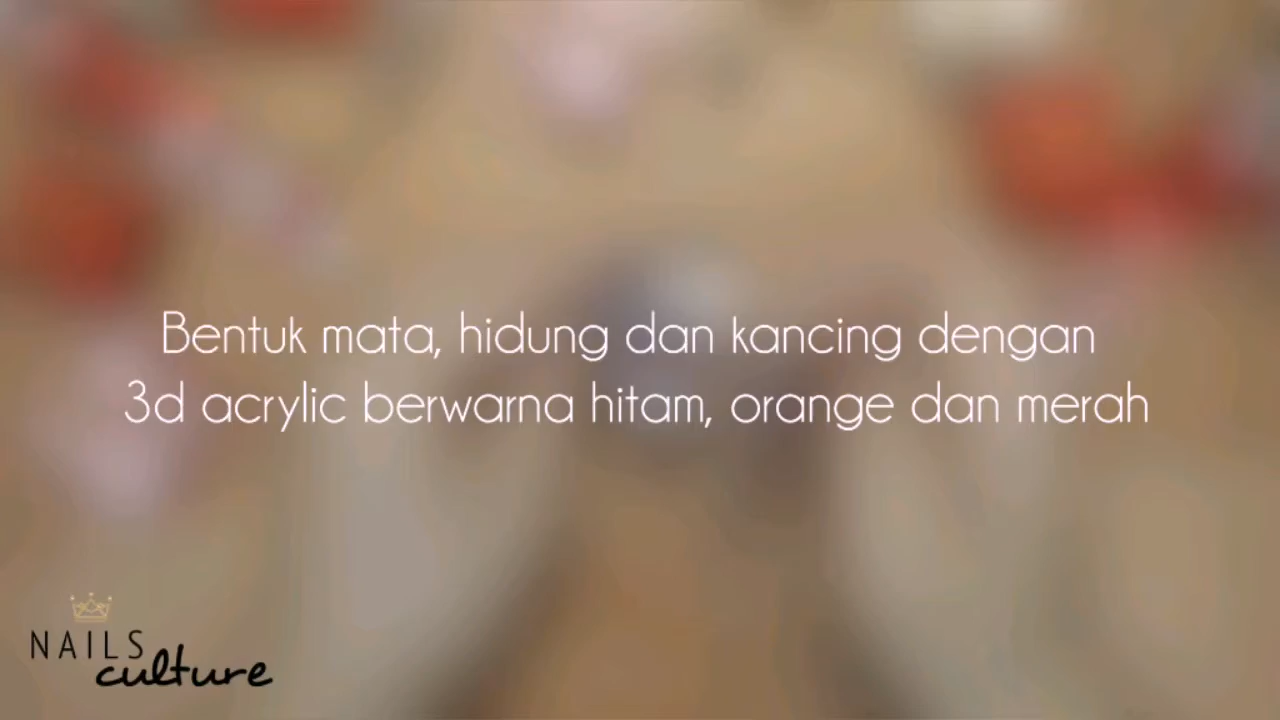 Bentuk mata, hidung dan kancing dengan
3d acrylic berwarna hitam, orange dan merah
NAILS
culture